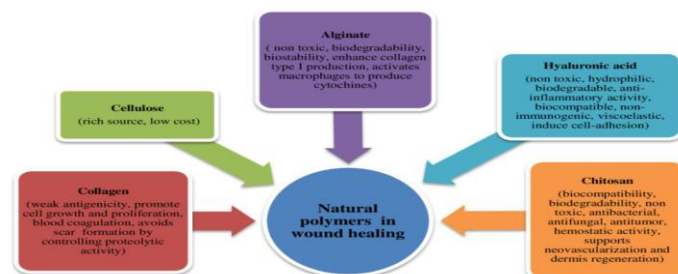 Alginate
( non toxic, biodegradability,
biostability, enhance collagen
type I production, activates
macrophages to produce
cytochines)
Hyaluronic acid
(non toxic, hydrophilic,
biodegradable, anti-
inflammatory activity,
biocompatible, non-
immunogenic, viscoelastic,
induce cell-adhesion)
Cellulose
(rich source, low cost)
Collagen
(weak antigenicity, promote
cell growth and proliferation,
blood coagulation, avoids
scar formation by
controlling proteolytic
activity)
Natural
polymers in
wound healing
Chitosan
(biocompatibility,
biodegradability, non
toxic, antibacterial,
antifungal, antitumor,
hemostatic activity,
supports
neovascularization and
dermis regeneration)